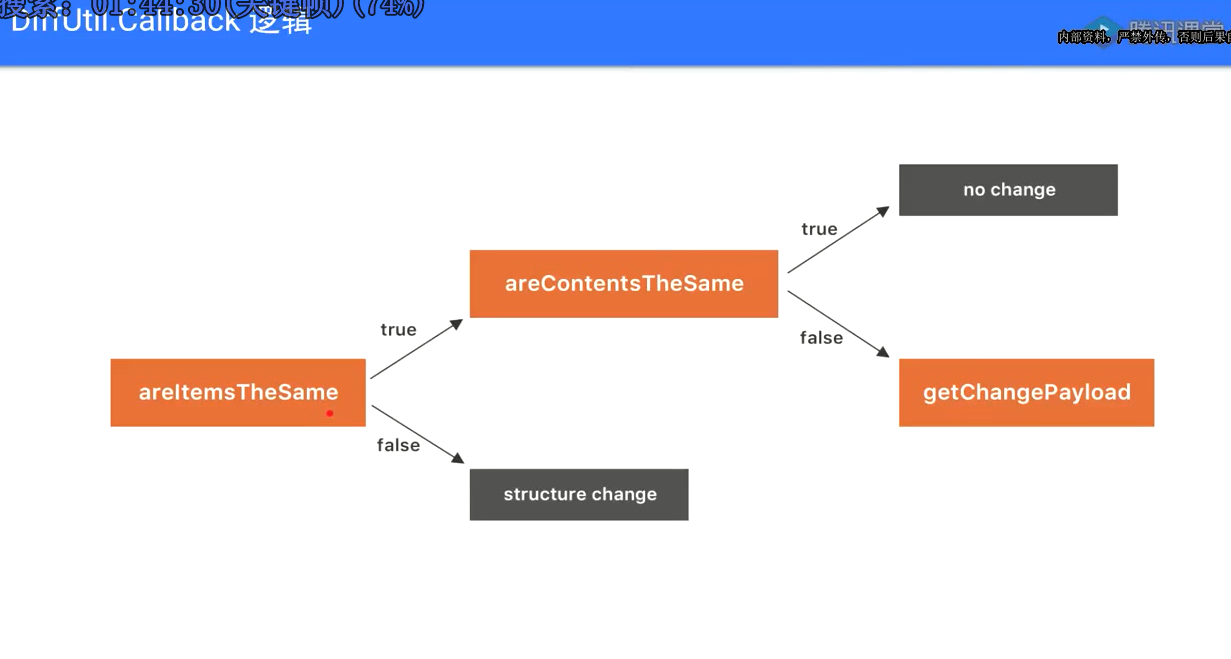 搜索: 01:44:30(关键帧)(74%)
DiffUtil.Callback 逻辑
腾讯课堂
内部资料，严禁外传，否则后果自
no change
true
areContentsTheSame
true
false
areItemsTheSame
getChangePayload
false
structure change